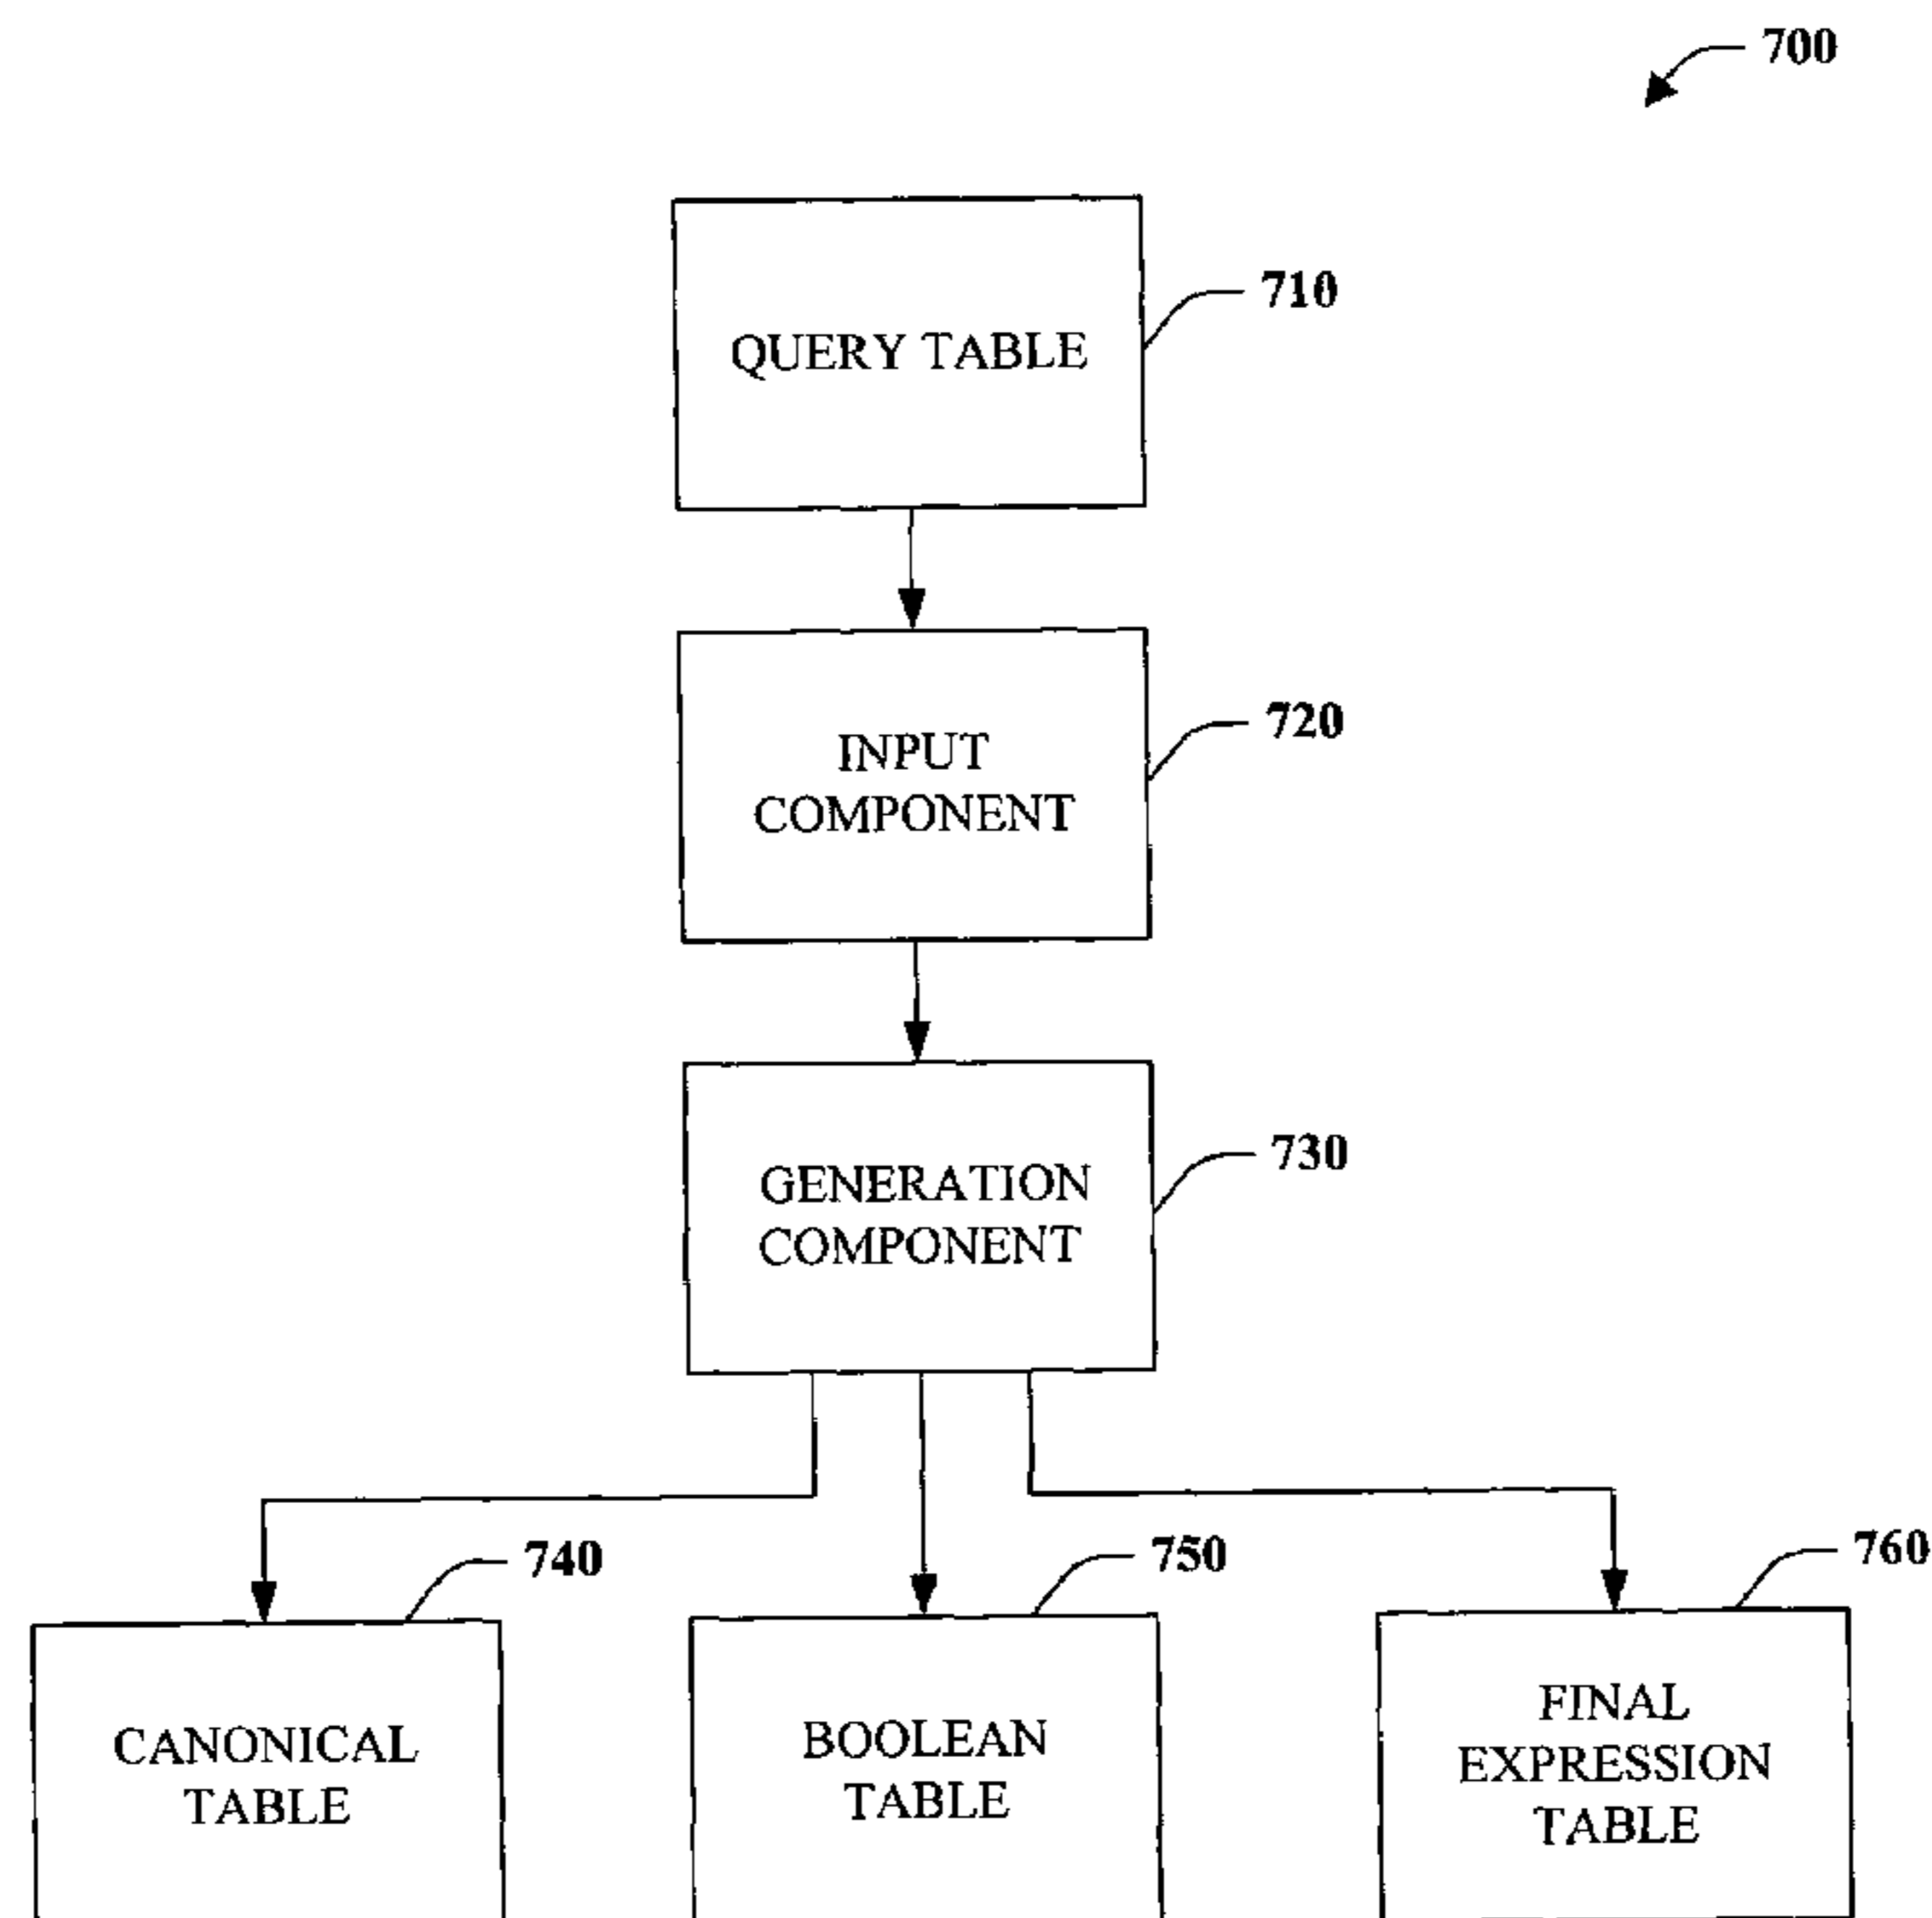 700
QUERY TABLE
710
INPUT
COMPONENT
720
GENERATION
COMPONENT
730
740
CANONICAL
TABLE
750
BOOLEAN
TABLE
760
FINAL
EXPRESSION
TABLE